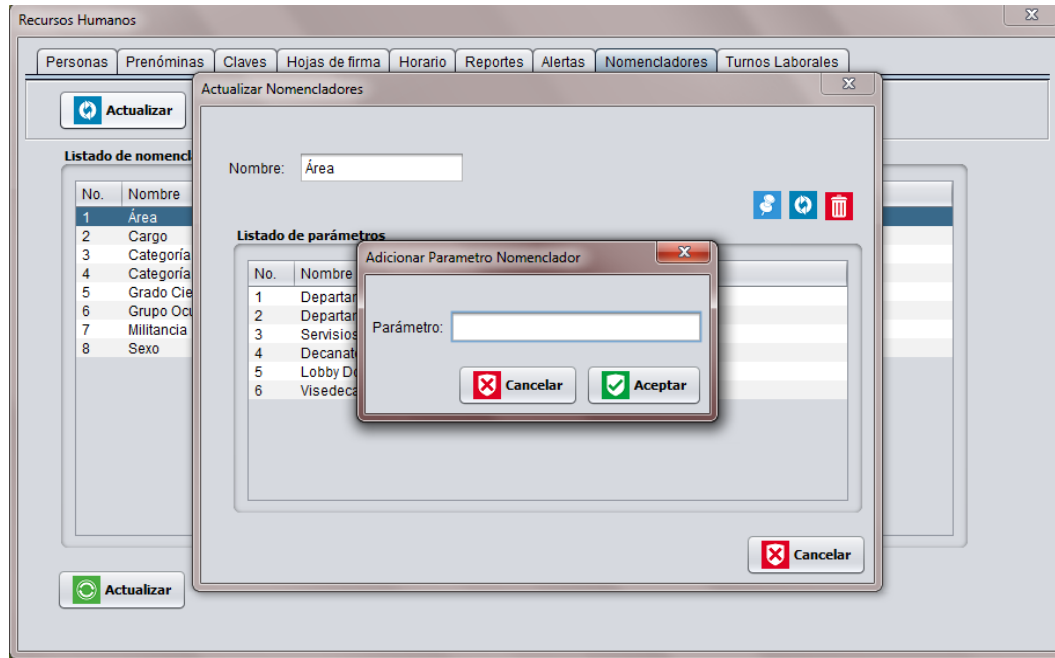 Recursos Humanos
Personas Prenóminas Claves Hojas de firma Horario Reportes Alertas Nomencladores Turnos Laborales
Actualizar Nomencladores
Actualizar
Listado de nomencl
Nombre: Área
No. Nombre
1 Área
2 Cargo
3 Categoría
4 Categoría
5 Grado Cie
6 Grupo Ocu
7 Militancia
8 Sexo
Listado de parámetros
No. Nombre
1 Departar
2 Departar
3 Servisios
4 Decanat
5 Lobby De
6 Visedeca
Adicionar Parametro Nomenclador
Parámetro:
Cancelar Aceptar
Cancelar
Actualizar